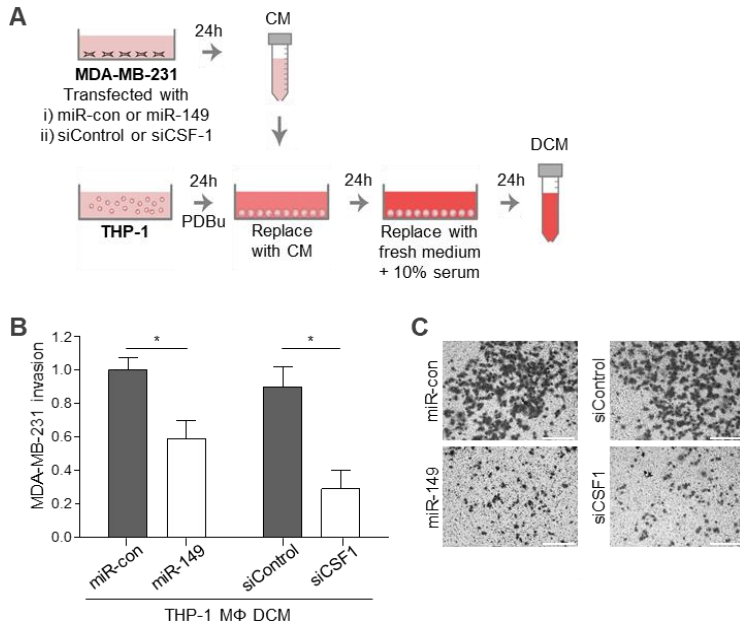 A
24h
CM
MDA-MB-231
Transfected with
i) miR-con or miR-149
ii) siControl or siCSF-1
DCM
24h
24h
24h
PDBu
THP-1
Replace
with CM
Replace with
fresh medium
+ 10% serum
B
MDA-MB-231 invasion
1.2
1.0
0.8
0.6
0.4
0.2
0.0
*
*
miR-con
miR-149
siControl
siCSF1
THP-1 MΦ DCM
C
miR-con
siControl
miR-149
siCSF1